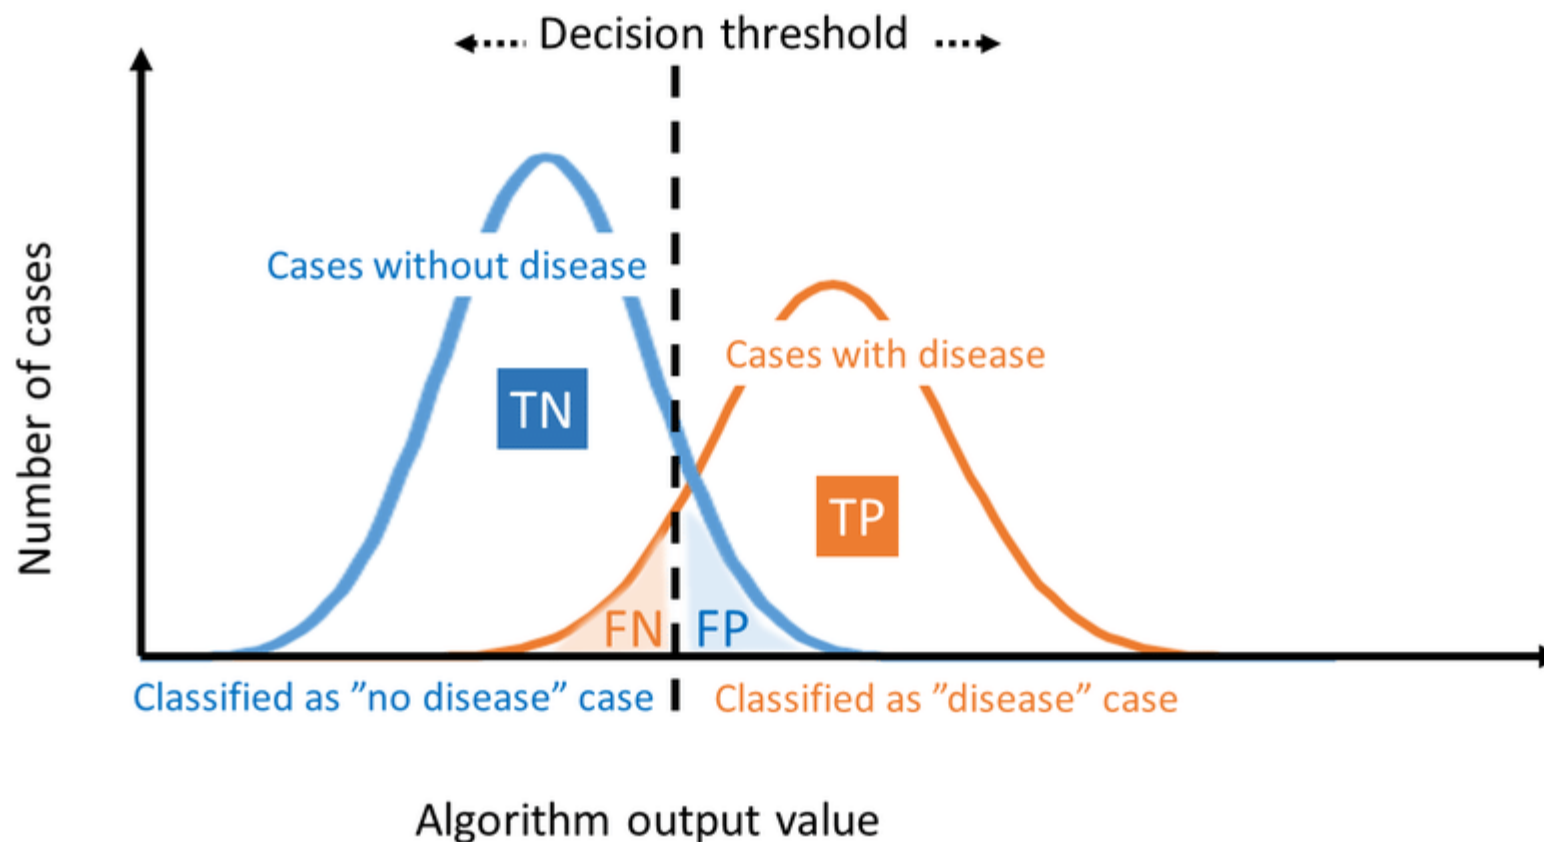 Decision threshold
Number of cases
Cases without disease
Cases with disease
TN
TP
FN
FP
Classified as ”no disease” case
Classified as ”disease” case
Algorithm output value